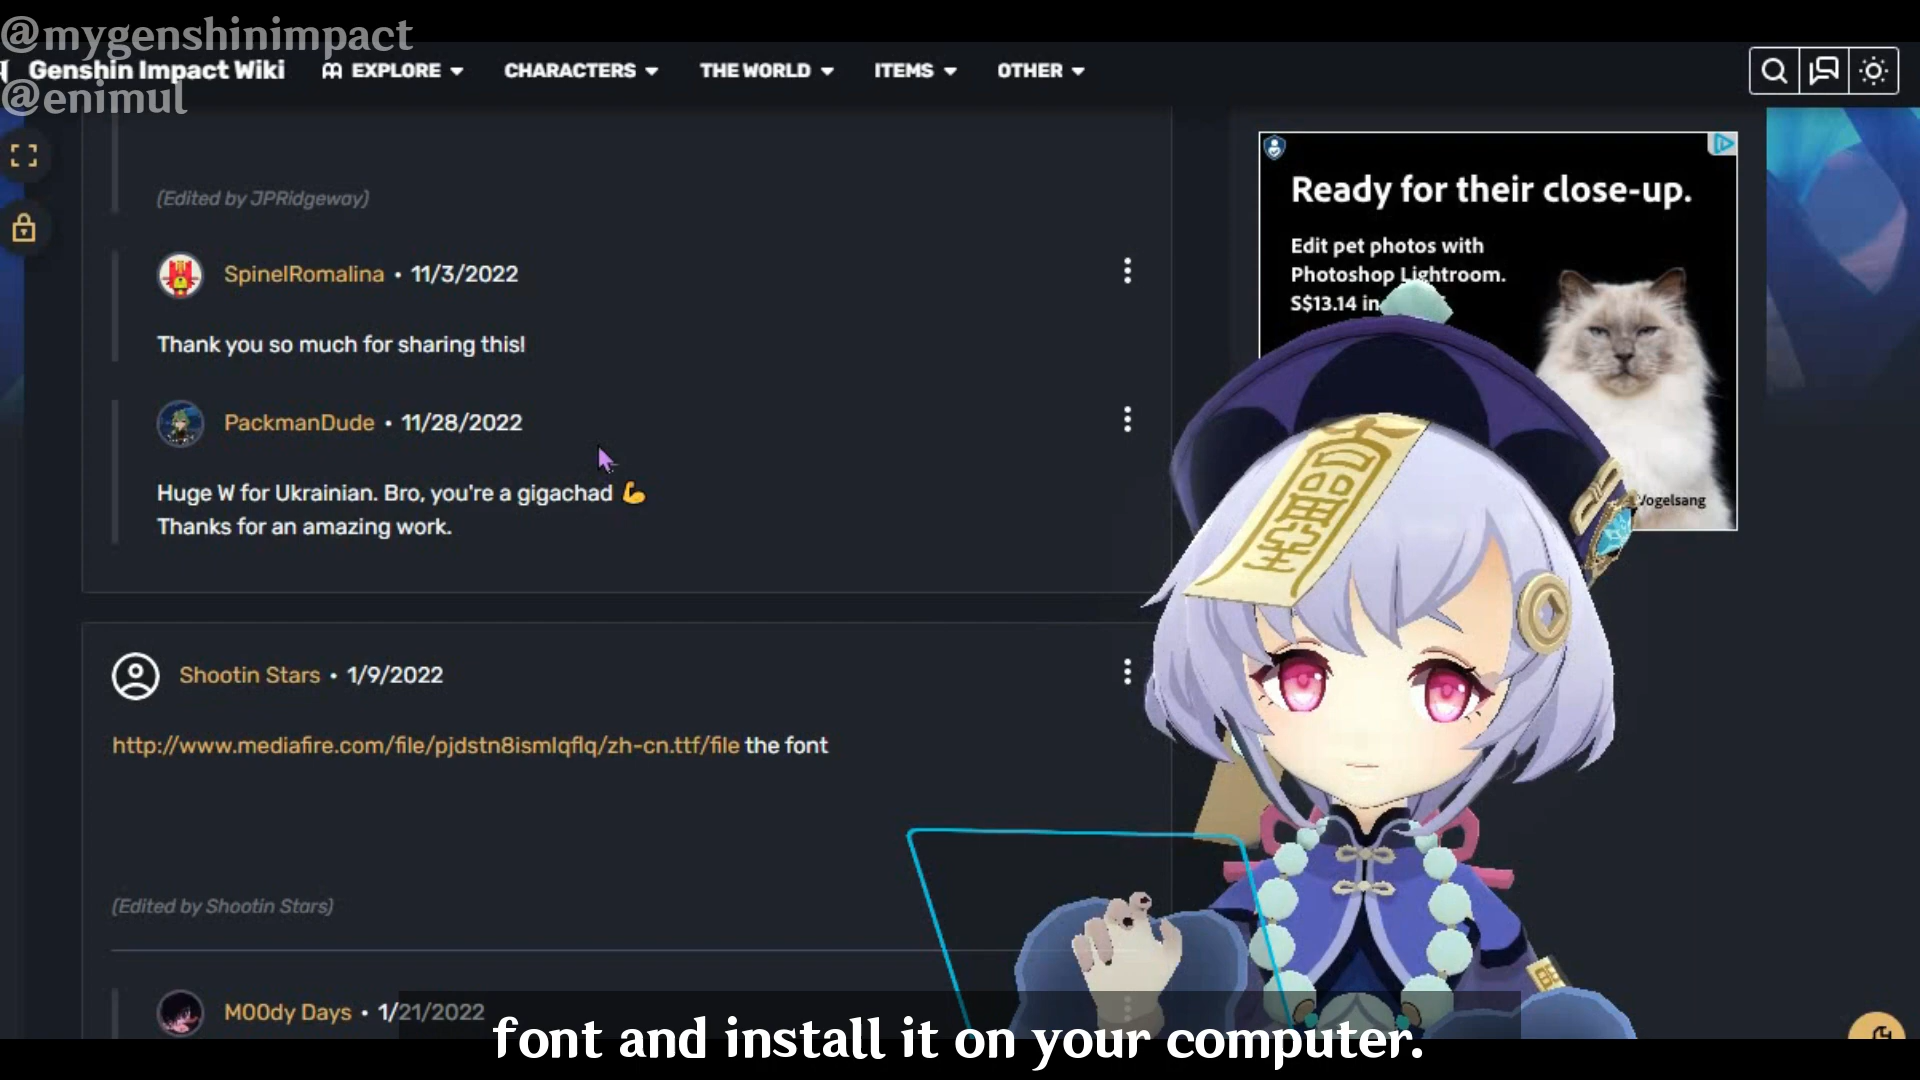 @mygenshinimpact
Genshin Impact Wiki EXPLORE CHARACTERS THE WORLD ITEMS OTHER
@enimul
(Edited by JPRidgeway)
SpinelRomalina • 11/3/2022
Thank you so much for sharing this!
PackmanDude • 11/28/2022
Huge W for Ukrainian. Bro, you're a gigachad 💪
Thanks for an amazing work.
Shootin Stars • 1/9/2022
http://www.mediafire.com/file/pjdstn8ismlqflq/zh-cn.ttf/file the font
(Edited by Shootin Stars)
M00dy Days • 1/21/2022
Ready for their close-up.
Edit pet photos with
Photoshop Lightroom.
S$13.14 in
Vogelsang
font and install it on your computer.